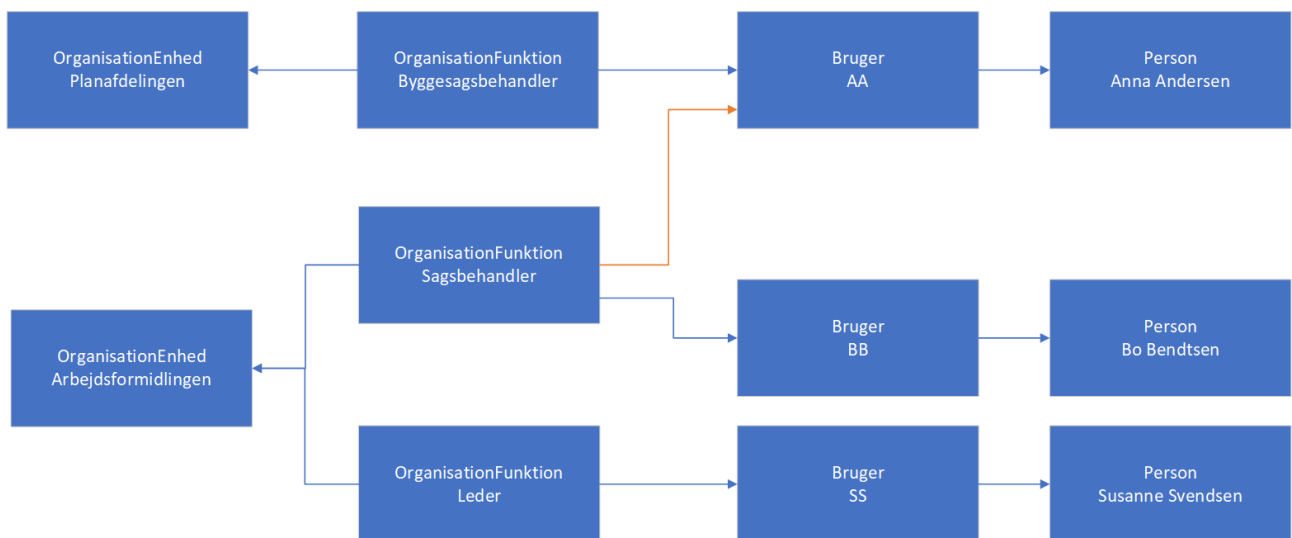 OrganisationEnhed
Planafdelingen
OrganisationFunktion
Byggesagsbehandler
Bruger
AA
Person
Anna Andersen
OrganisationFunktion
Sagsbehandler
OrganisationEnhed
Arbejdsformidlingen
Bruger
BB
Person
Bo Bendtsen
OrganisationFunktion
Leder
Bruger
SS
Person
Susanne Svendsen